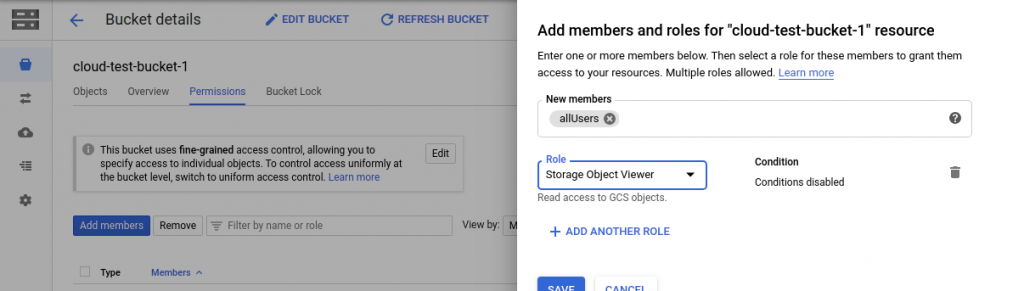 Bucket details
EDIT BUCKET
REFRESH BUCKET
cloud-test-bucket-1
Objects
Overview
Permissions
Bucket Lock
This bucket uses fine-grained access control, allowing you to
specify access to individual objects. To control access uniformly at
the bucket level, switch to uniform access control. Learn more
Edit
Add members
Remove
Filter by name or role
View by:
M
Type
Members
Add members and roles for "cloud-test-bucket-1" resource
Enter one or more members below. Then select a role for these members to grant them
access to your resources. Multiple roles allowed. Learn more
New members
allUsers
Role
Storage Object Viewer
Read access to GCS objects.
Condition
Conditions disabled
ADD ANOTHER ROLE
SAVE
CANCEL